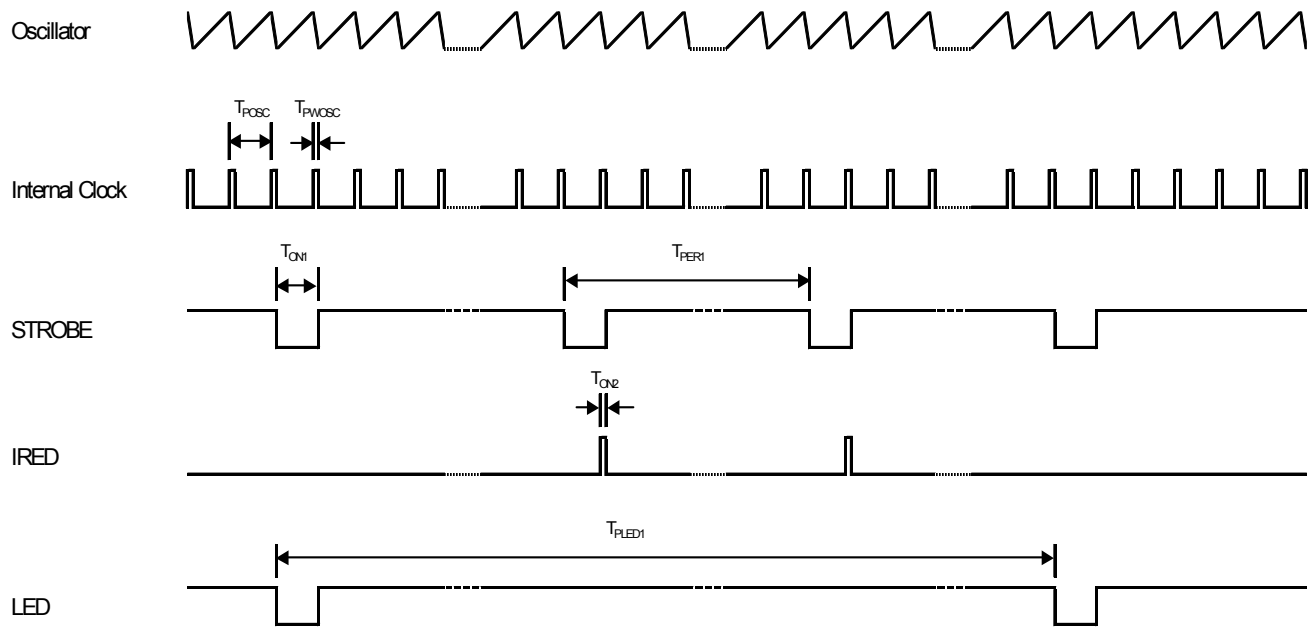 Oscillator
TPOSC TPWOSC
Internal Clock
TON1 TPER1
STROBE
TON2
IRED
TPLED1
LED